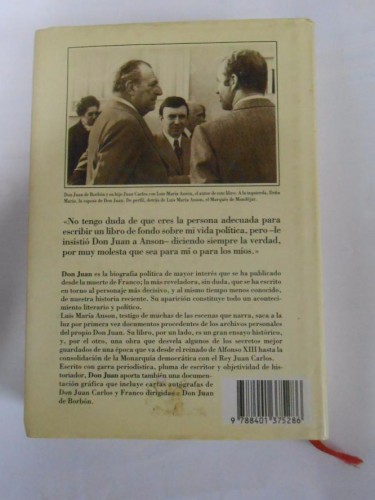 Don Juan de Borbón y su hijo Juan Carlos con Luis María Anson, el autor de este libro. A la izquierda, Doña
María, la esposa de Don Juan. De perfil, detrás de Luis María Anson, el Marqués de Mondéjar.
«No tengo duda de que eres la persona adecuada para
escribir un libro de fondo sobre mi vida política, pero –le
insistió Don Juan a Anson– diciendo siempre la verdad,
por muy molesta que sea para mí o para los míos.»
Don Juan es la biografía política de mayor interés que se ha publicado
desde la muerte de Franco; la más reveladora, sin duda, que se ha escrito
en torno al personaje más decisivo, y al mismo tiempo menos conocido,
de nuestra historia reciente. Su aparición constituye todo un aconteci-
miento literario y político.
Luis María Anson, testigo de muchas de las escenas que narra, saca a la
luz por primera vez documentos procedentes de los archivos personales
del propio Don Juan. Su libro, por un lado, es un gran ensayo histórico,
y, por el otro, una obra que desvela algunos de los secretos mejor
guardados de una época que va desde el reinado de Alfonso XIII hasta la
consolidación de la Monarquía democrática con el Rey Juan Carlos.
Escrito con garra periodística, pluma de escritor y objetividad de his-
toriador, Don Juan aporta también una documen-
tación gráfica que incluye cartas autógrafas de
Don Juan Carlos y Franco dirigidas a Don Juan
de Borbón.
9 788401 375286